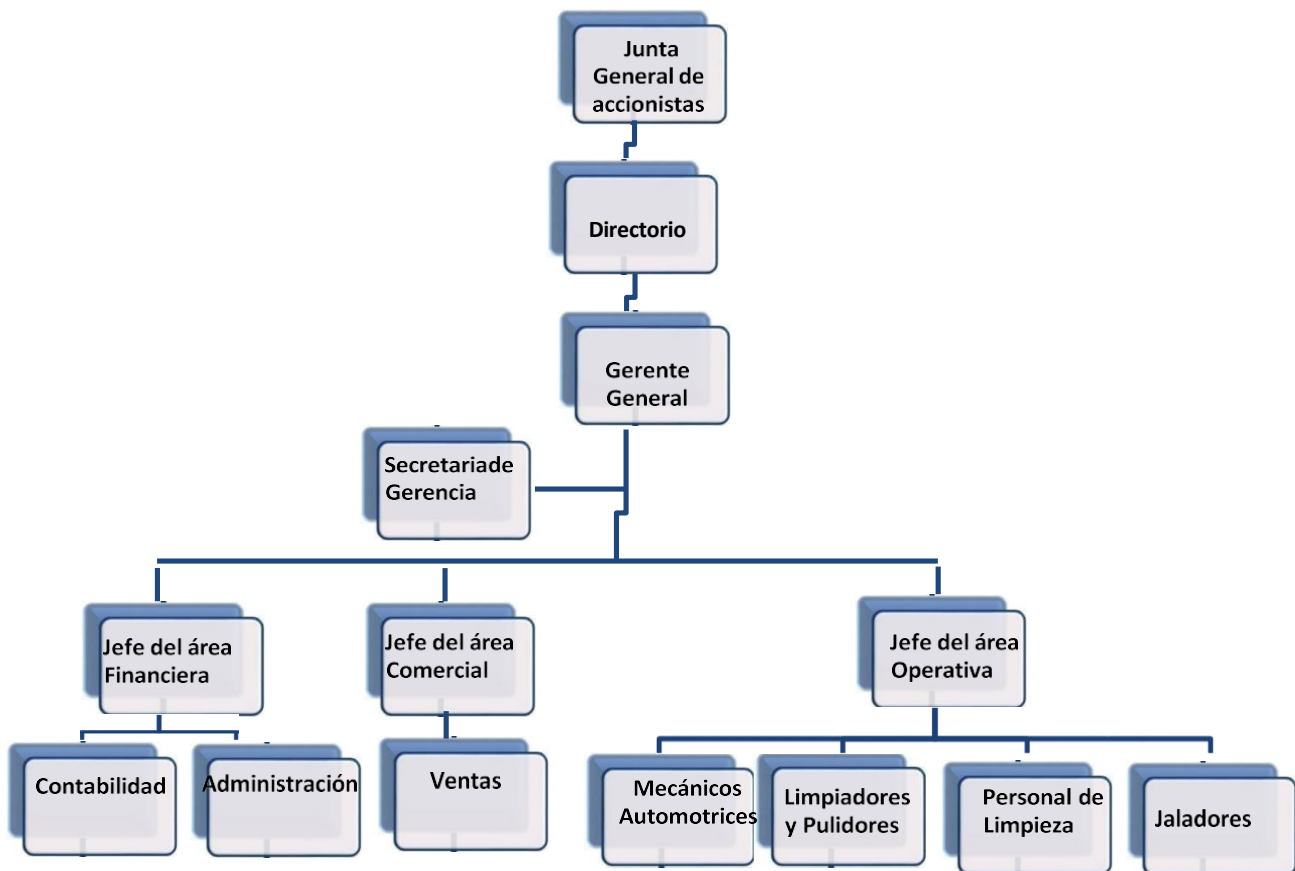 Junta
General de
accionistas
Directorio
Gerente
General
Secretariade
Gerencia
Jefe del área
Financiera
Jefe del área
Comercial
Jefe del área
Operativa
Contabilidad
Administración
Ventas
Mecánicos
Automotrices
Limpiadores
y Pulidores
Personal de
Limpieza
Jaladores